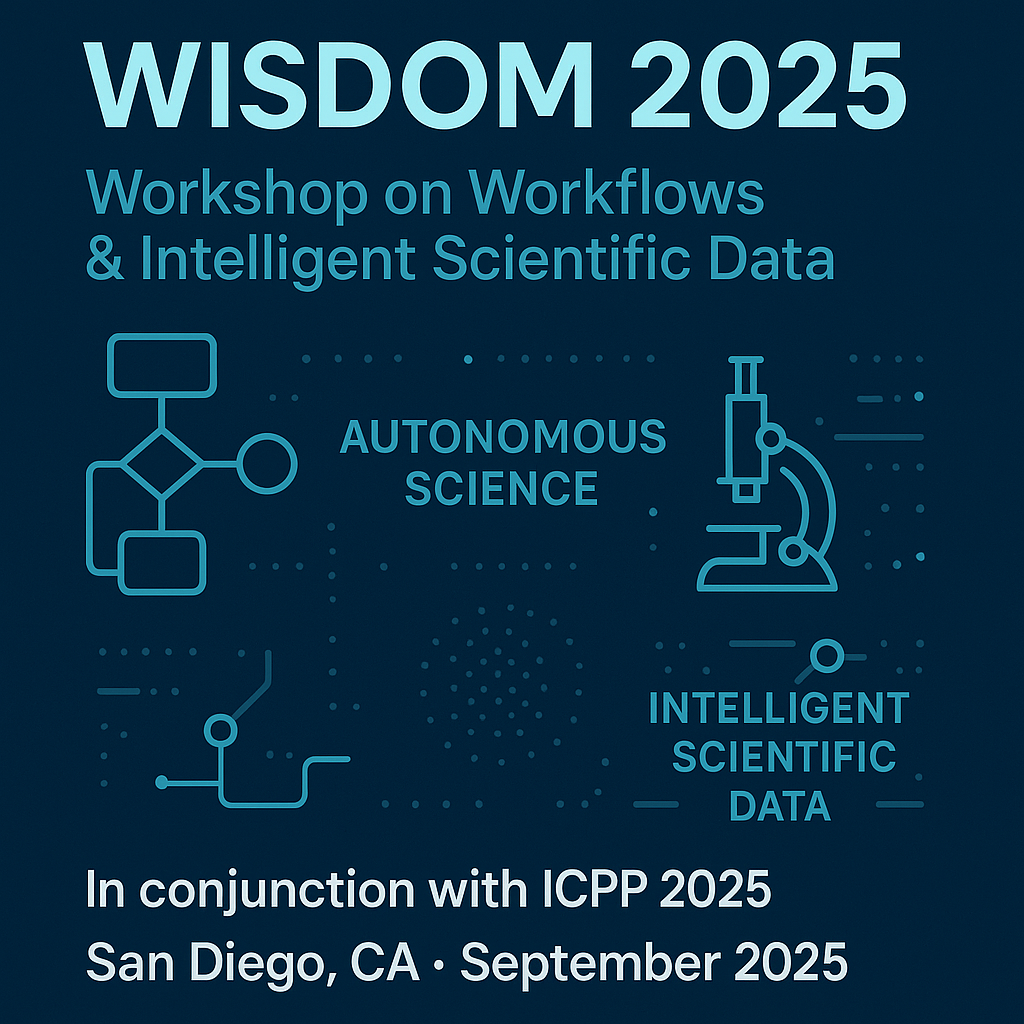 WISDOM 2025
Workshop on Workflows
& Intelligent Scientific Data
AUTONOMOUS
SCIENCE
INTELLIGENT
SCIENTIFIC
DATA
In conjunction with ICPP 2025
San Diego, CA · September 2025